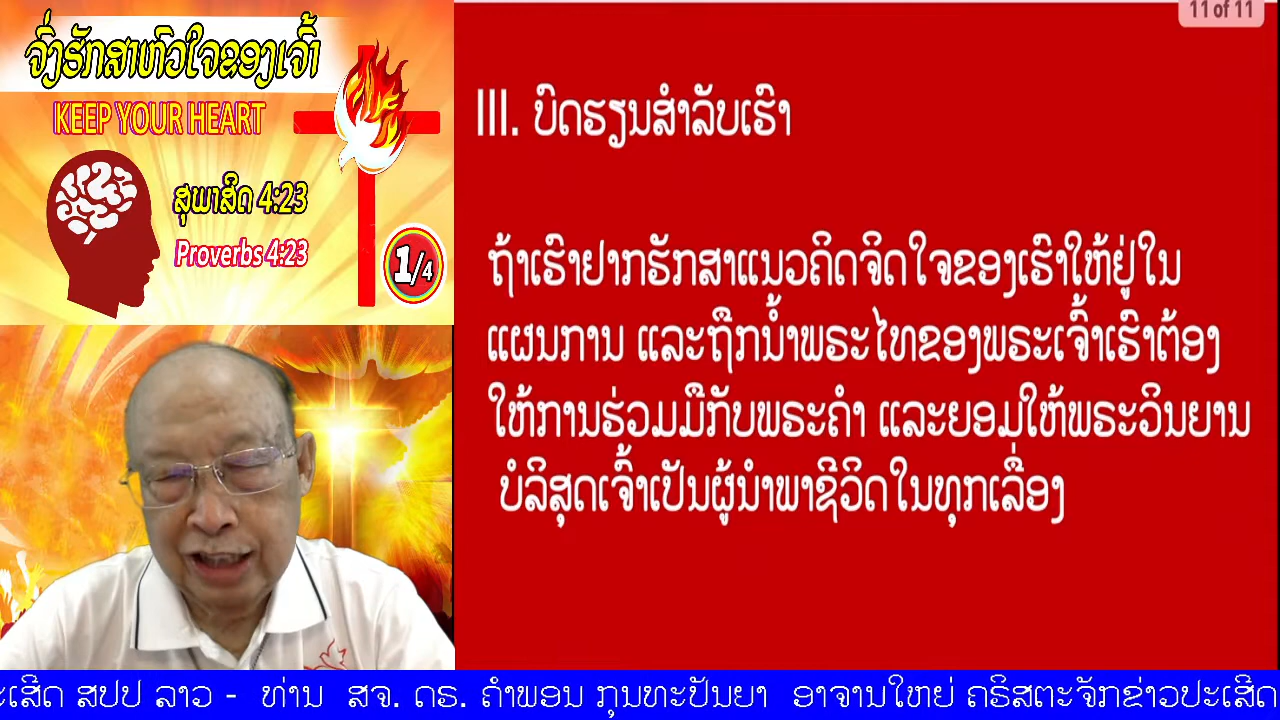 ຈົ່ງຮັກສາຫົວໃຈຂອງເຈົ້າ
KEEP YOUR HEART
ສຸພາສິດ 4:23
Proverbs 4:23
1/4
11 of 11
III. ບົດຮຽນສຳລັບເຮົາ
ຖ້າເຮົາຢາກຮັກສາແນວຄິດຈິດໃຈຂອງເຮົາໃຫ້ຢູ່ໃນ
ແຜນການ ແລະຖືກນ້ຳພຣະໄທຂອງພຣະເຈົ້າເຮົາຕ້ອງ
ໃຫ້ການຮ່ວມມືກັບພຣະຄຳ ແລະຍອມໃຫ້ພຣະວິນຍານ
ບໍລິສຸດເຈົ້າເປັນຜູ້ນຳພາຊີວິດໃນທຸກເລື່ອງ
ະເສີດ ສປປ ລາວ - ທ່ານ ສຈ. ດຣ. ຄຳພອນ ກຸນທະປັນຍາ ອາຈານໃຫຍ່ ຄຣິສຕະຈັກຂ່າວປະເສີດ